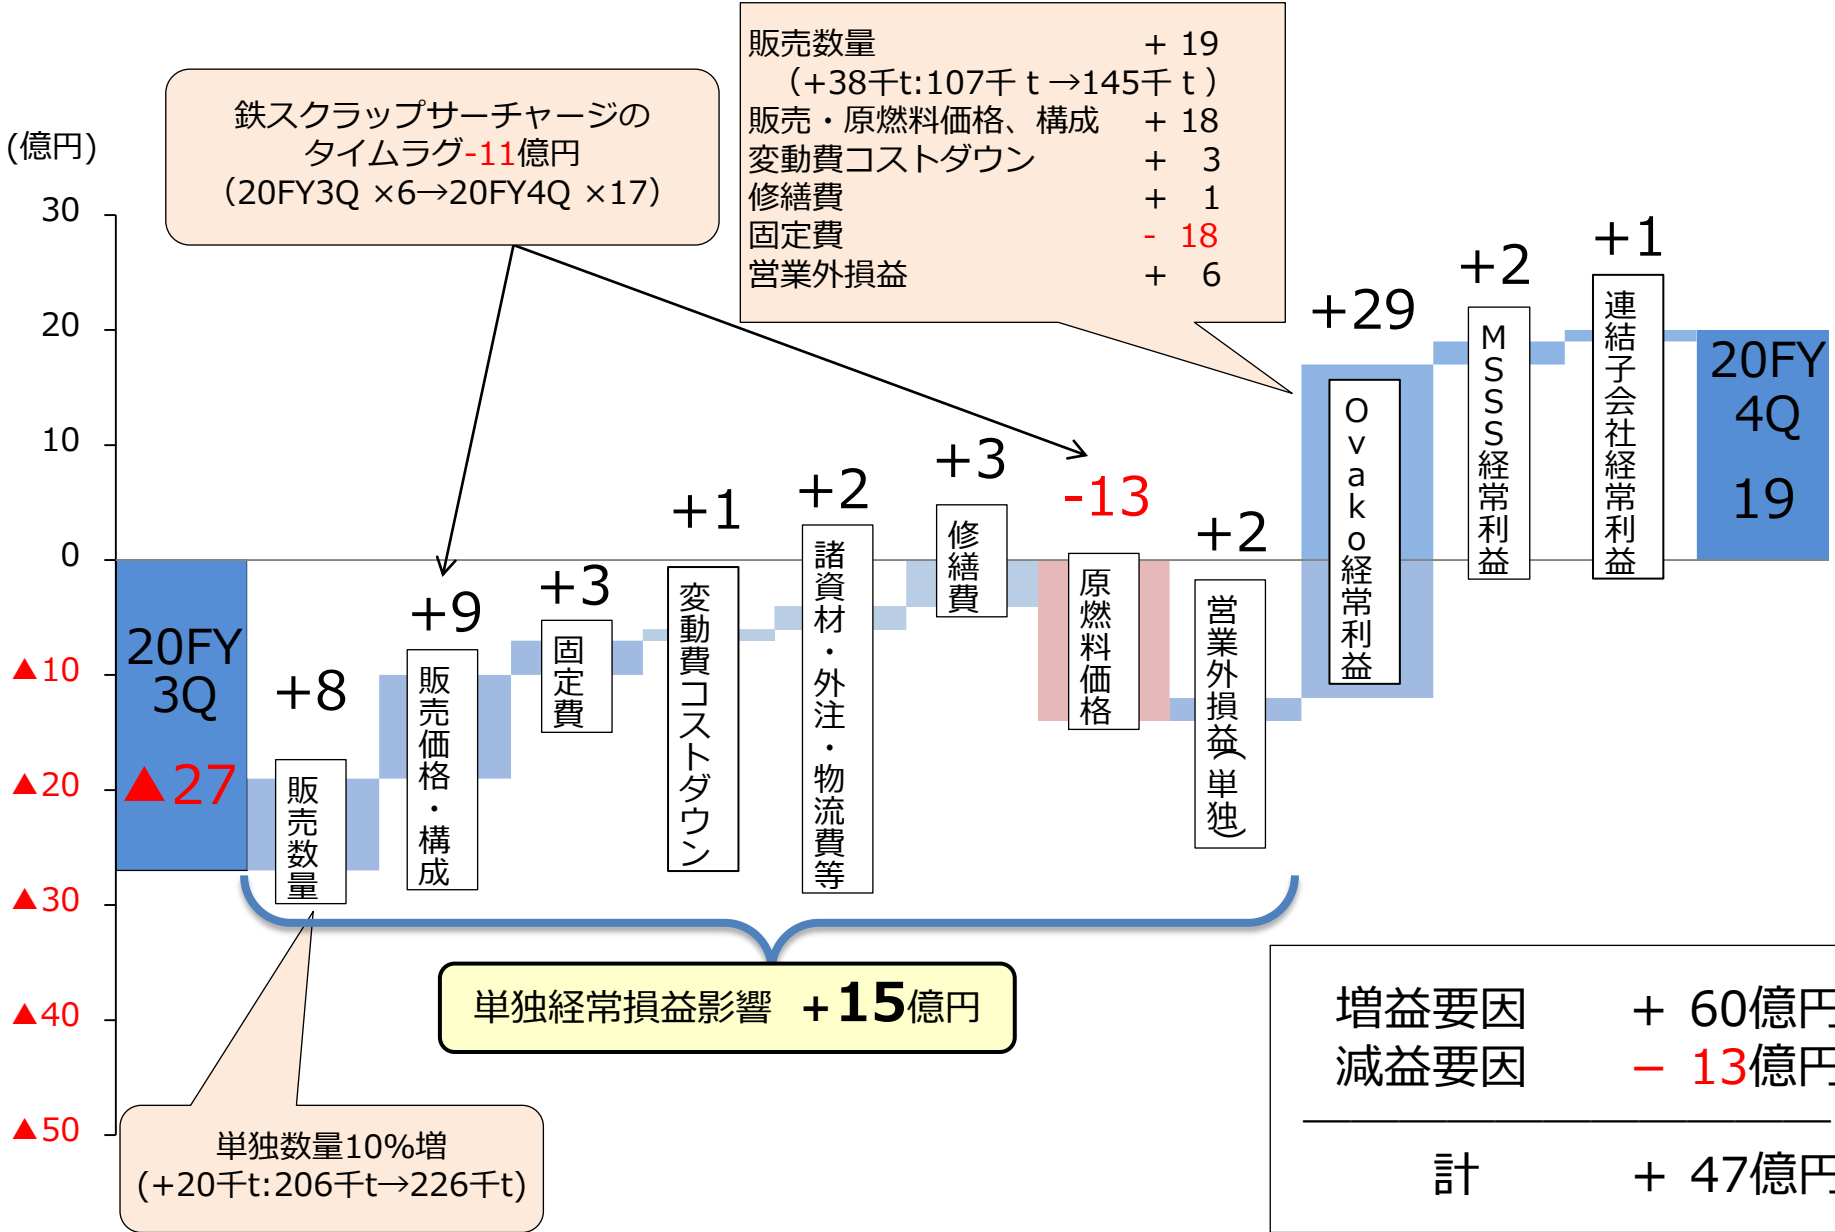 販売数量 + 19
（+38千t:107千ｔ→145千ｔ）
販売・原燃料価格、構成 + 18
変動費コストダウン + 3
修繕費 + 1
固定費 - 18
営業外損益 + 6
鉄スクラップサーチャージの
タイムラグ-11億円
（20FY3Q ×6→20FY4Q ×17）
(億円)
30
20
10
0
▲10
▲20
▲30
▲40
▲50
20FY
3Q
▲27
+8
販売数量
+9
販売価格・構成
+3
固定費
+1
変動費コストダウン
+2
諸資材・外注・物流費等
+3
修繕費
-13
原燃料価格
+2
営業外損益(単独)
+29
Ovako経常利益
+2
MSSS経常利益
+1
連結子会社経常利益
20FY
4Q
19
単独経常損益影響 +15億円
単独数量10%増
(+20千t:206千t→226千t)
増益要因 + 60億円
減益要因 − 13億円
計 + 47億円